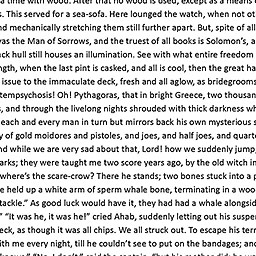 a time with wood. After that no wood is used, except as a means o
s. This served for a sea-sofa. Here lounged the watch, when not ot
nd mechanically stretching them still further apart. But, spite of all
vas the Man of Sorrows, and the truest of all books is Solomon's, a
ck hull still houses an illumination. See with what entire freedom
ngth, when the last pint is casked, and all is cool, then the great ha
issue to the immaculate deck, fresh and all aglow, as bridegrooms
tempsychosis! Oh! Pythagoras, that in bright Greece, two thousan
s, and through the livelong nights shrouded with thick darkness wh
each and every man in turn but mirrors back his own mysterious s
y of gold moidores and pistoles, and joes, and half joes, and quarte
nd while we are very sad about that, Lord! how we suddenly jump,
arks; they were taught me two score years ago, by the old witch in
where's the scare-crow? There he stands; two bones stuck into a p
e held up a white arm of sperm whale bone, terminating in a woo
tackle." As good luck would have it, they had had a whale alongsid
" "It was he, it was he!" cried Ahab, suddenly letting out his suspen
eck, as though it was all chips. We all struck out. To escape his terr
ith me every night, till he couldn't see to put on the bandages; and